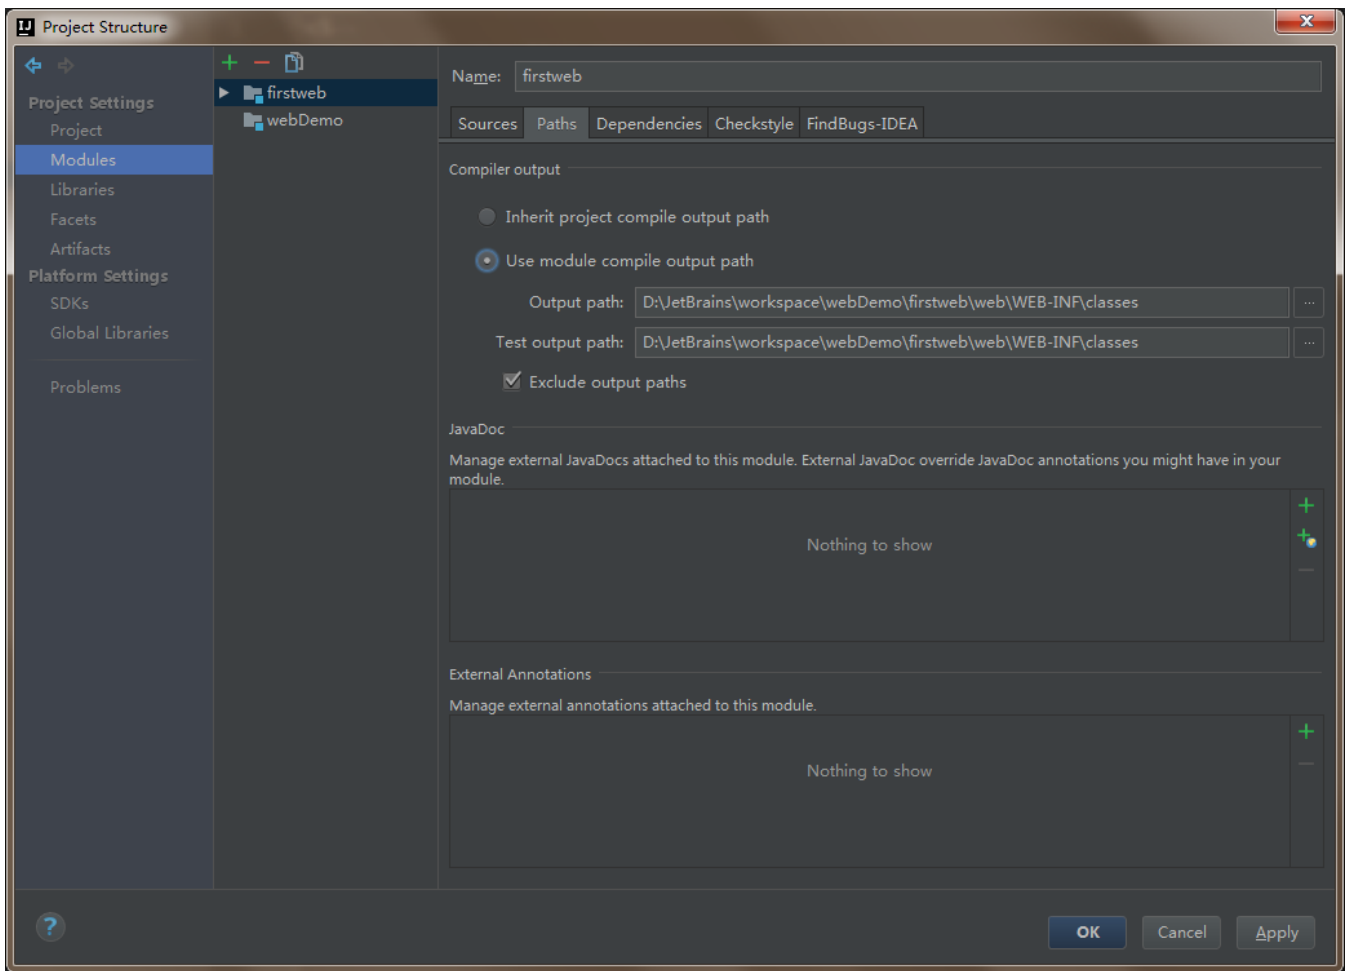 Project Structure
Project Settings
Project
Modules
Libraries
Facets
Artifacts
Platform Settings
SDKs
Global Libraries
Problems
firstweb
webDemo
Name: firstweb
Sources Paths Dependencies Checkstyle FindBugs-IDEA
Compiler output
Inherit project compile output path
Use module compile output path
Output path: D:\JetBrains\workspace\webDemo\firstweb\web\WEB-INF\classes ...
Test output path: D:\JetBrains\workspace\webDemo\firstweb\web\WEB-INF\classes ...
Exclude output paths
JavaDoc
Manage external JavaDocs attached to this module. External JavaDoc override JavaDoc annotations you might have in your
module.
Nothing to show
External Annotations
Manage external annotations attached to this module.
Nothing to show
? OK Cancel Apply